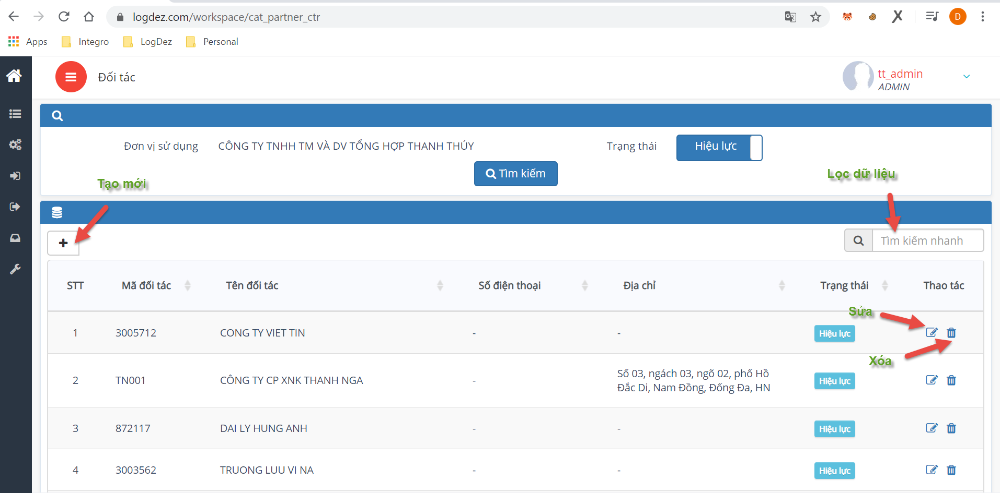 logdez.com/workspace/cat_partner_ctr
D
Apps
Integro
LogDez
Personal
Đối tác
tt_admin
ADMIN
Đơn vị sử dụng
CÔNG TY TNHH TM VÀ DV TỔNG HỢP THANH THÚY
Trạng thái
Hiệu lực
Tìm kiếm
Tạo mới
Lọc dữ liệu
Tìm kiếm nhanh
STT Mã đối tác Tên đối tác Số điện thoại Địa chỉ Trạng thái Thao tác
Sửa
1 3005712 CONG TY VIET TIN - - Hiệu lực
Xóa
2 TN001 CÔNG TY CP XNK THANH NGA - Số 03, ngách 03, ngõ 02, phố Hồ
Đắc Di, Nam Đồng, Đống Đa, HN Hiệu lực
3 872117 DAI LY HUNG ANH - - Hiệu lực
4 3003562 TRUONG LUU VI NA - - Hiệu lực